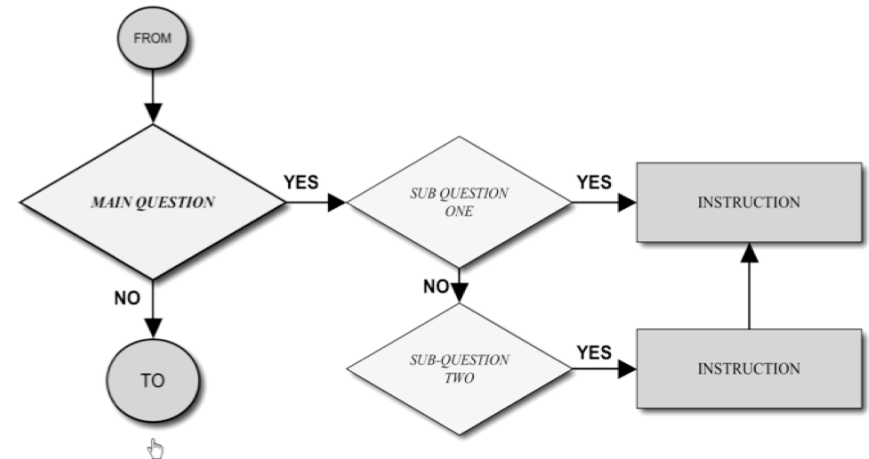 FROM
MAIN QUESTION
YES
SUB QUESTION
ONE
YES
INSTRUCTION
NO
NO
SUB-QUESTION
TWO
YES
INSTRUCTION
TO